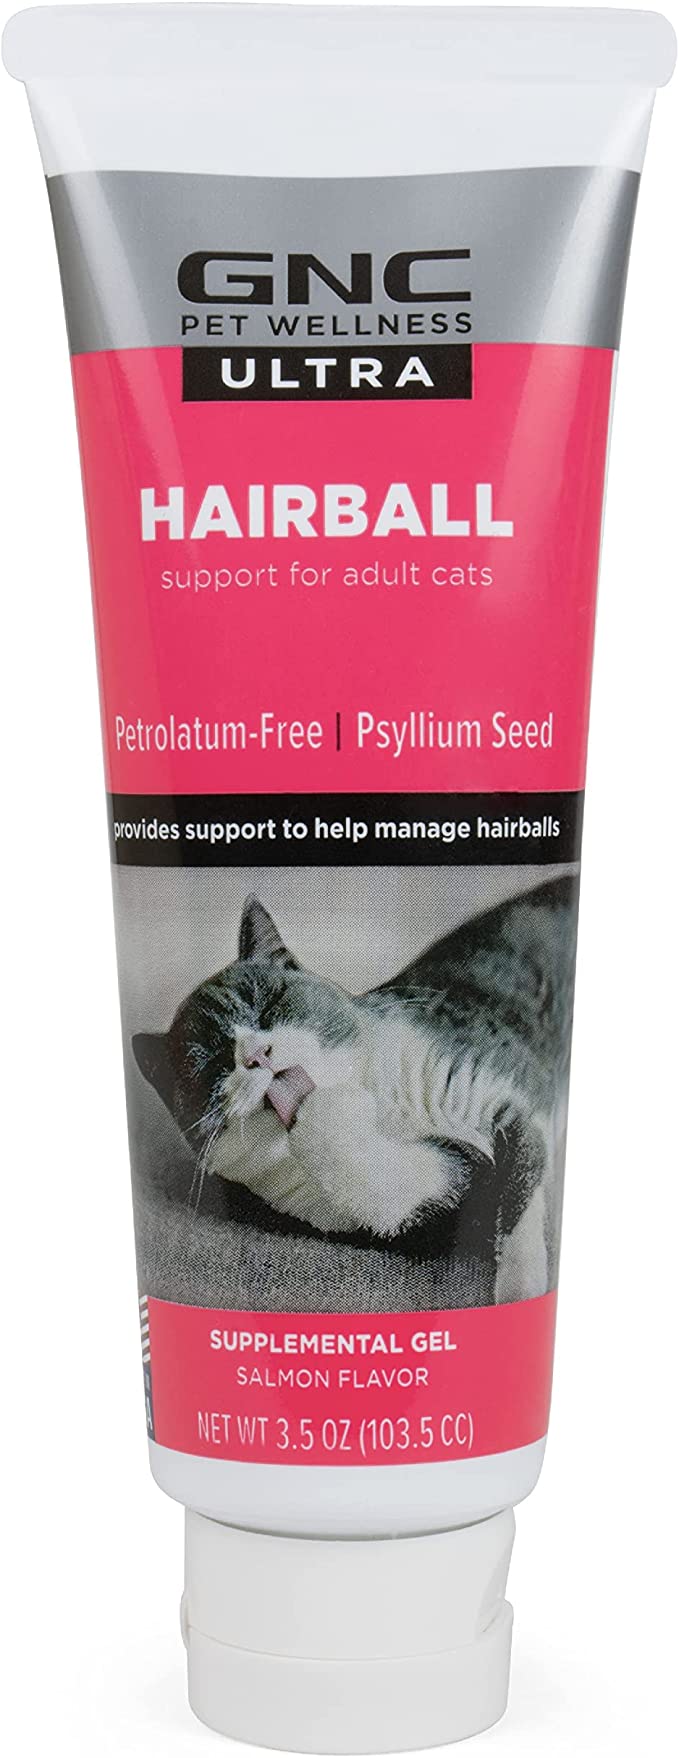 GNC
PET WELLNESS
ULTRA
HAIRBALL
support for adult cats
Petrolatum-Free | Psyllium Seed
provides support to help manage hairballs
SUPPLEMENTAL GEL
SALMON FLAVOR
NET WT 3.5 OZ (103.5 CC)